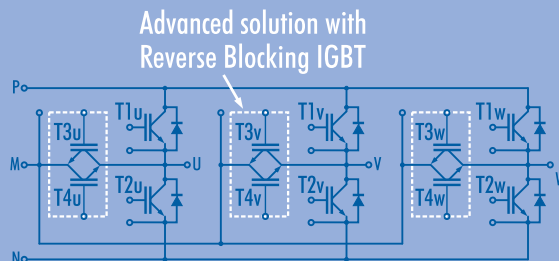 Advanced solution with
Reverse Blocking IGBT
P
T1u T1v T1w
T3u T3v T3w
M U V
T4u T2u T4v T2v T4w T2w
N